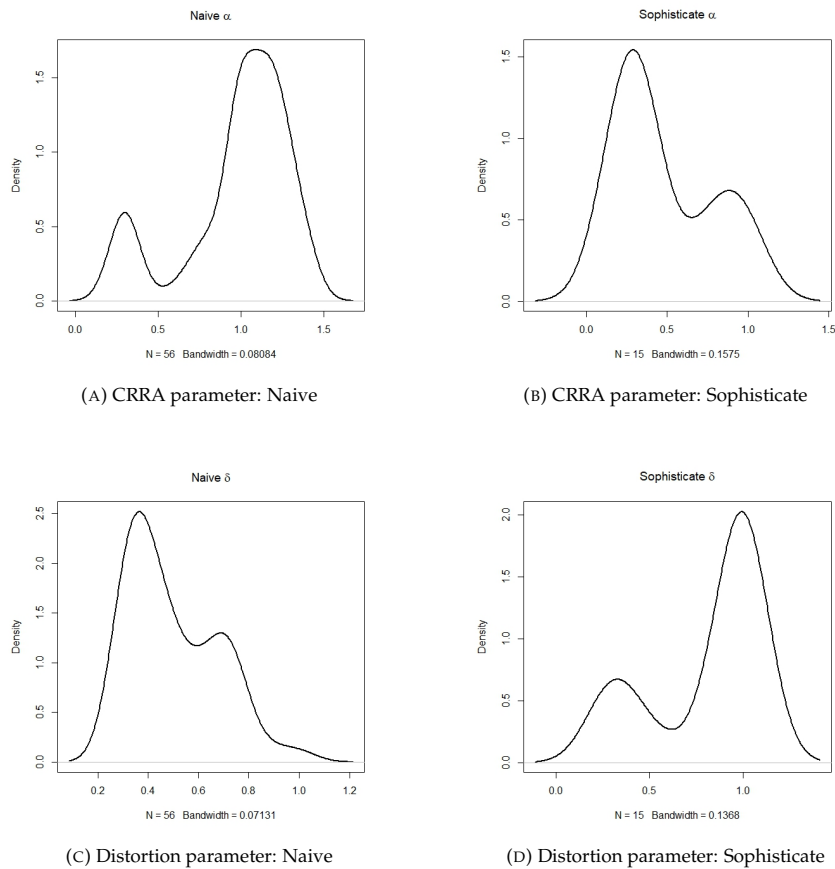 Naive α
Density
0.0 0.5 1.0 1.5
0.0 0.5 1.0 1.5
N = 56 Bandwidth = 0.08084
(A) CRRA parameter: Naive
Sophisticate α
Density
0.0 0.5 1.0 1.5
0.0 0.5 1.0 1.5
N = 15 Bandwidth = 0.1575
(B) CRRA parameter: Sophisticate
Naive δ
Density
0.0 0.5 1.0 1.5 2.0 2.5
0.2 0.4 0.6 0.8 1.0 1.2
N = 56 Bandwidth = 0.07131
(C) Distortion parameter: Naive
Sophisticate δ
Density
0.0 0.5 1.0 1.5 2.0
0.0 0.5 1.0
N = 15 Bandwidth = 0.1368
(D) Distortion parameter: Sophisticate